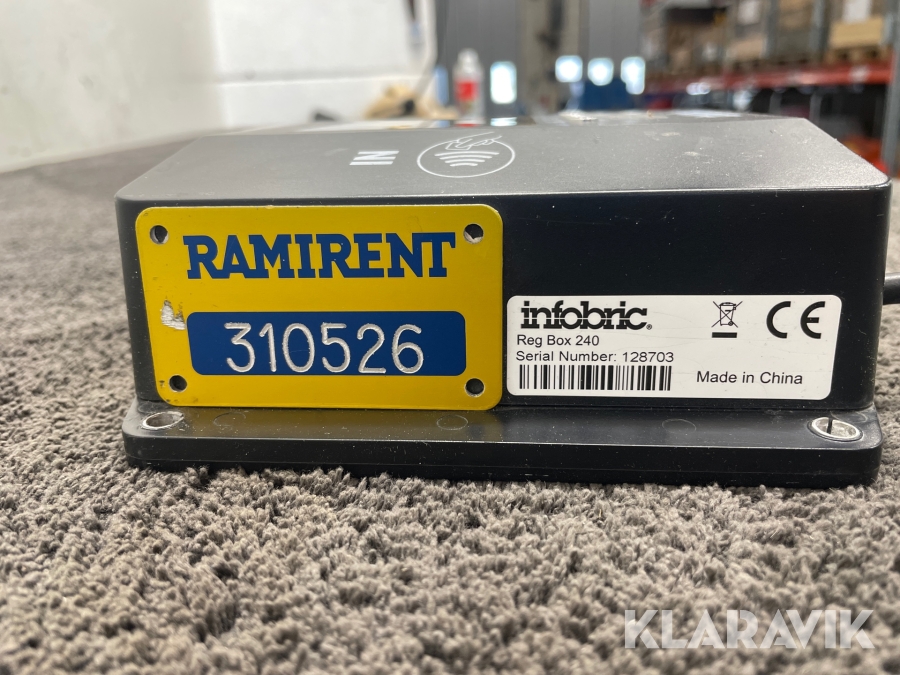 IN
RAMIRENT
310526
infobric®
Reg Box 240
Serial Number: 128703
Made in China
CE
KLARAVIK